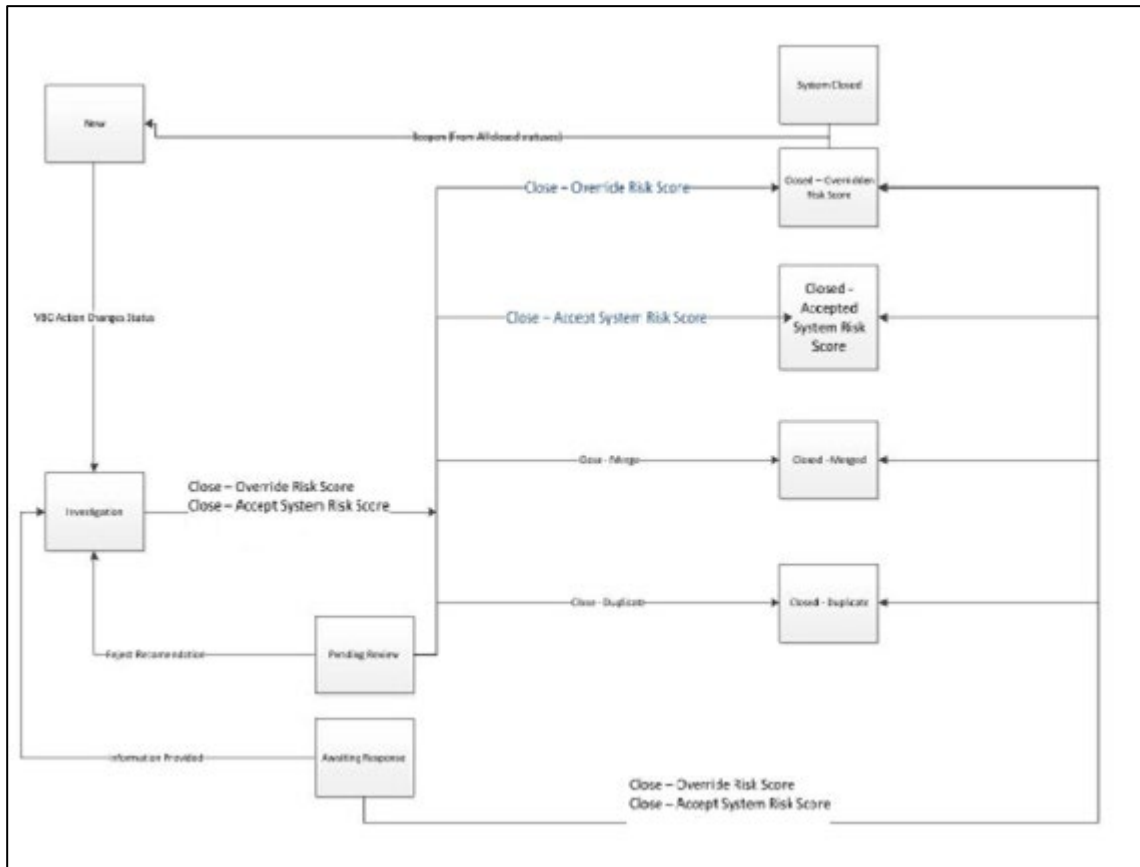 System Closed
New
Reopen (From All closed statuses)
Closed – Overridden
Risk Score
Close – Override Risk Score
Closed -
Accepted
System Risk
Score
Close – Accept System Risk Score
Action Changes Status
Close - Merge
Closed - Merged
Close – Override Risk Score
Close – Accept System Risk Score
Investigation
Close - Duplicate
Closed - Duplicate
Reject Recomendation
Pending Review
Information Provided
Awaiting Response
Close – Override Risk Score
Close – Accept System Risk Score